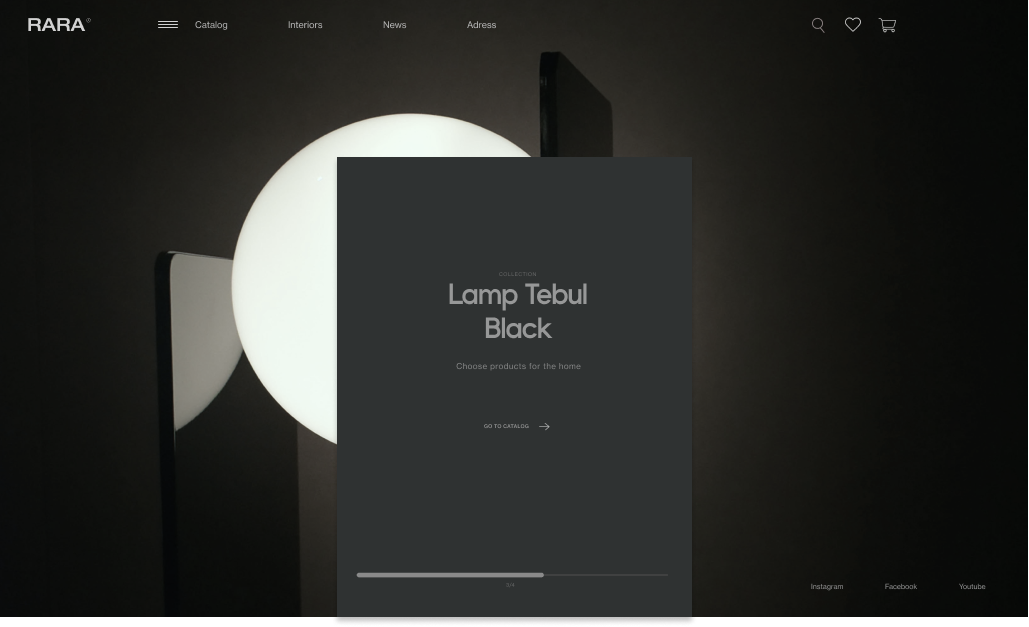 RARA®
Catalog
Interiors
News
Adress
COLLECTION
Lamp Tebul
Black
Choose products for the home
GO TO CATALOG
Instagram
Facebook
Youtube